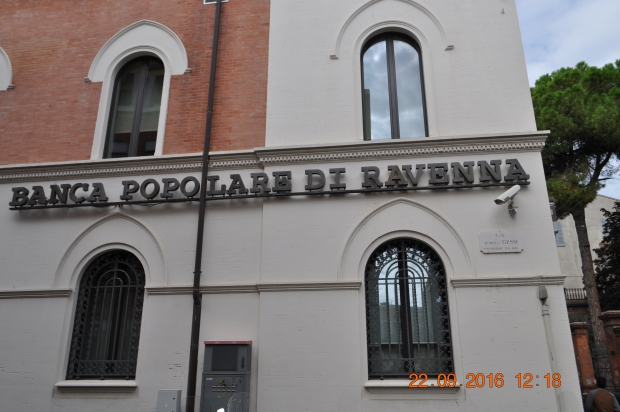 BANCA POPOLARE DI RAVENNA
22.09.2016 12:18